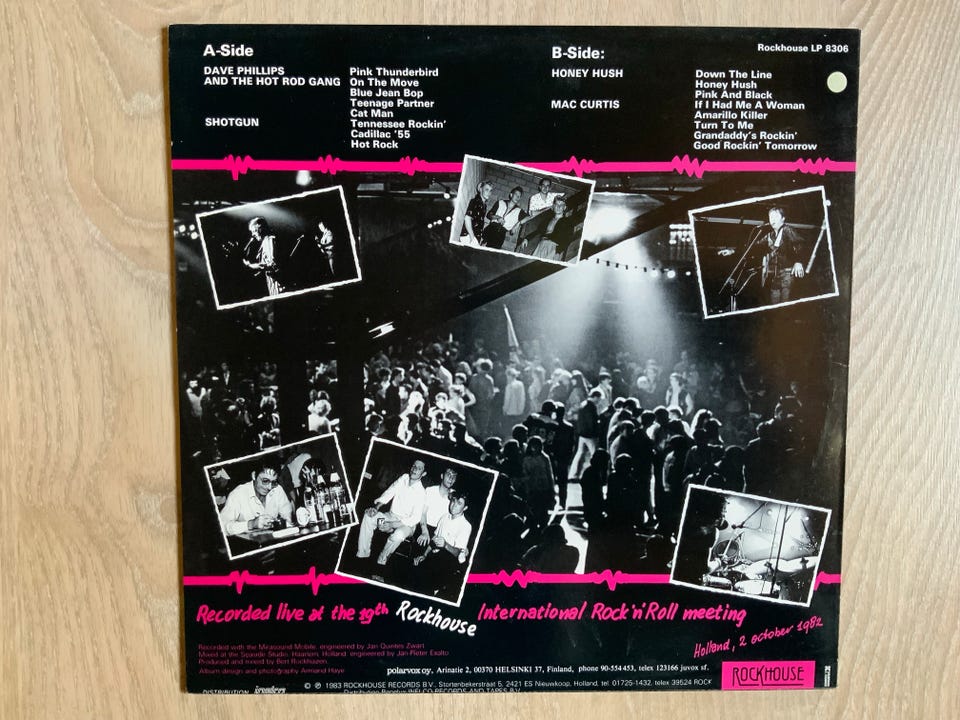 A-Side
DAVE PHILLIPS
AND THE HOT ROD GANG
SHOTGUN
Pink Thunderbird
On The Move
Blue Jean Bop
Teenage Partner
Cat Man
Tennessee Rockin'
Cadillac '55
Hot Rock
B-Side:
HONEY HUSH
MAC CURTIS
Down The Line
Honey Hush
Pink And Black
If I Had Me A Woman
Amarillo Killer
Turn To Me
Grandaddy's Rockin'
Good Rockin' Tomorrow
Rockhouse LP 8306
Recorded live at the 19th Rockhouse International Rock'n'Roll meeting
Holland, 2 october 1982
Recorded with the Measound Mobile, engineered by Jan Quintes Zwart
Mixed at the Studio, Haarlem, Holland, engineered by Jan Pieter Exalto
Produced and mixed by Bert Rockhuizen
Album design and photography Armand Haye
polarvox oy, Arinatie 2, 00370 HELSINKI 37, Finland, phone 90-554 453, telex 123166 juvox sf.
© ℗ 1983 ROCKHOUSE RECORDS B.V., Stortenbekerstraat 5, 2421 ES Nieuwkoop, Holland, tel. 01725-1432, telex 39524 ROCK
DISTRIBUTION
Distribution Benelux INELCO RECORDS AND TAPES B.V.
ROCKHOUSE